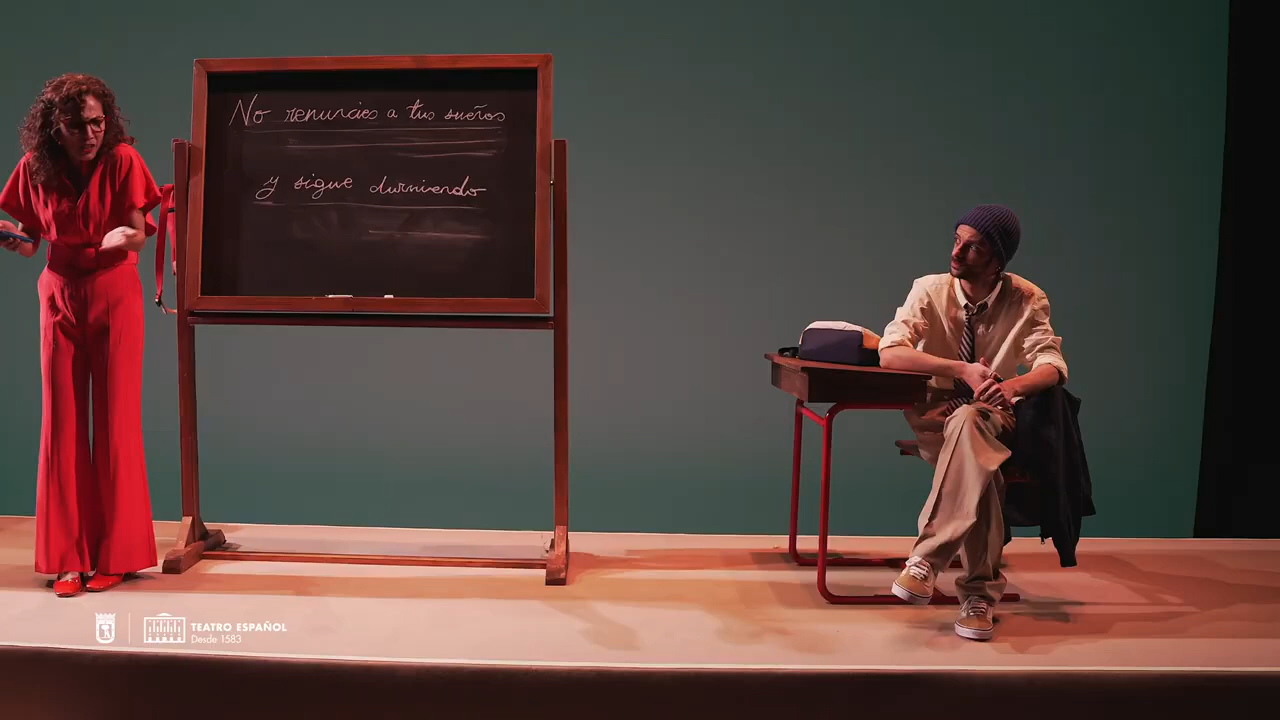 No renuncies a tus sueños
y sigue durmiendo
TEATRO ESPAÑOL
Desde 1583